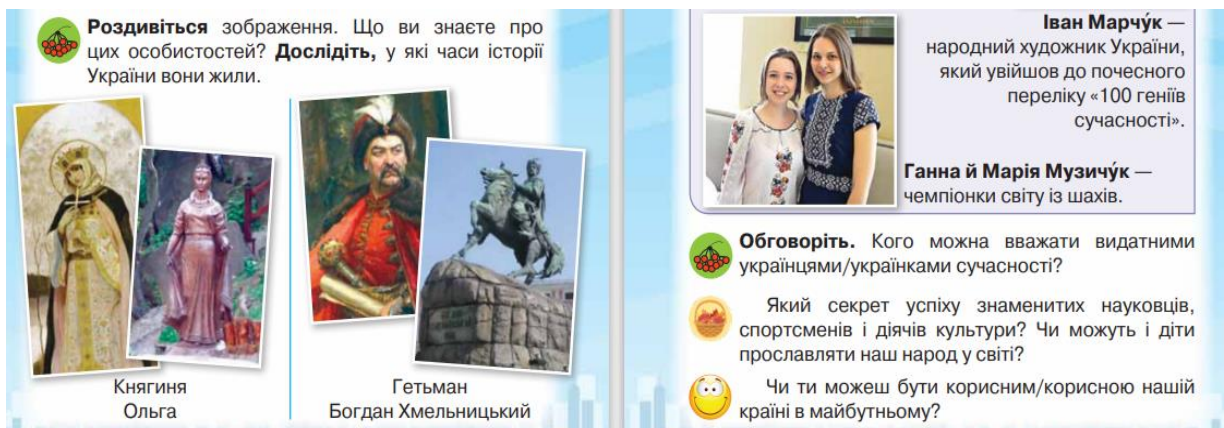 Роздивіться зображення. Що ви знаєте про
цих особистостей? Дослідіть, у які часи історії
України вони жили.
Княгиня
Ольга
Гетьман
Богдан Хмельницький
Іван Марчу́к —
народний художник України,
який увійшов до почесного
переліку «100 геніїв
сучасності».
Ганна й Марія Музичу́к —
чемпіонки світу із шахів.
Обговоріть. Кого можна вважати видатними
українцями/українками сучасності?
Який секрет успіху знаменитих науковців,
спортсменів і діячів культури? Чи можуть і діти
прославляти наш народ у світі?
Чи ти можеш бути корисним/корисною нашій
країні в майбутньому?